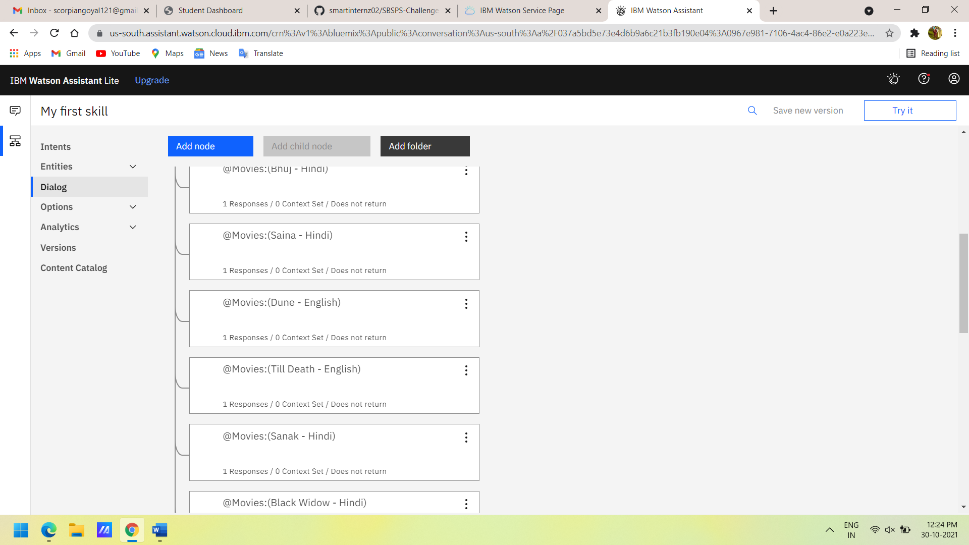 Inbox - scorpiangoyal121@gmai
Student Dashboard
smartinternz02/SBSPS-Challenge
IBM Watson Service Page
IBM Watson Assistant
us-south.assistant.watson.cloud.ibm.com/crn%3Av1%3Abluemix%3Apublic%3Aconversation%3Aus-south%3Aa%2F037a5bd5e73e4d6b9a6c21b3fb190e04%3A0967e981-7106-4ac4-86e2-e0a223e...
Apps
Gmail
YouTube
Maps
News
Translate
Reading list
IBM Watson Assistant Lite
Upgrade
My first skill
Save new version
Try it
Intents
Entities
Dialog
Options
Analytics
Versions
Content Catalog
Add node
Add child node
Add folder
@Movies:(Bhuj - Hindi)
1 Responses / 0 Context Set / Does not return
@Movies:(Saina - Hindi)
1 Responses / 0 Context Set / Does not return
@Movies:(Dune - English)
1 Responses / 0 Context Set / Does not return
@Movies:(Till Death - English)
1 Responses / 0 Context Set / Does not return
@Movies:(Sanak - Hindi)
1 Responses / 0 Context Set / Does not return
@Movies:(Black Widow - Hindi)
ENG
IN
12:24 PM
30-10-2021